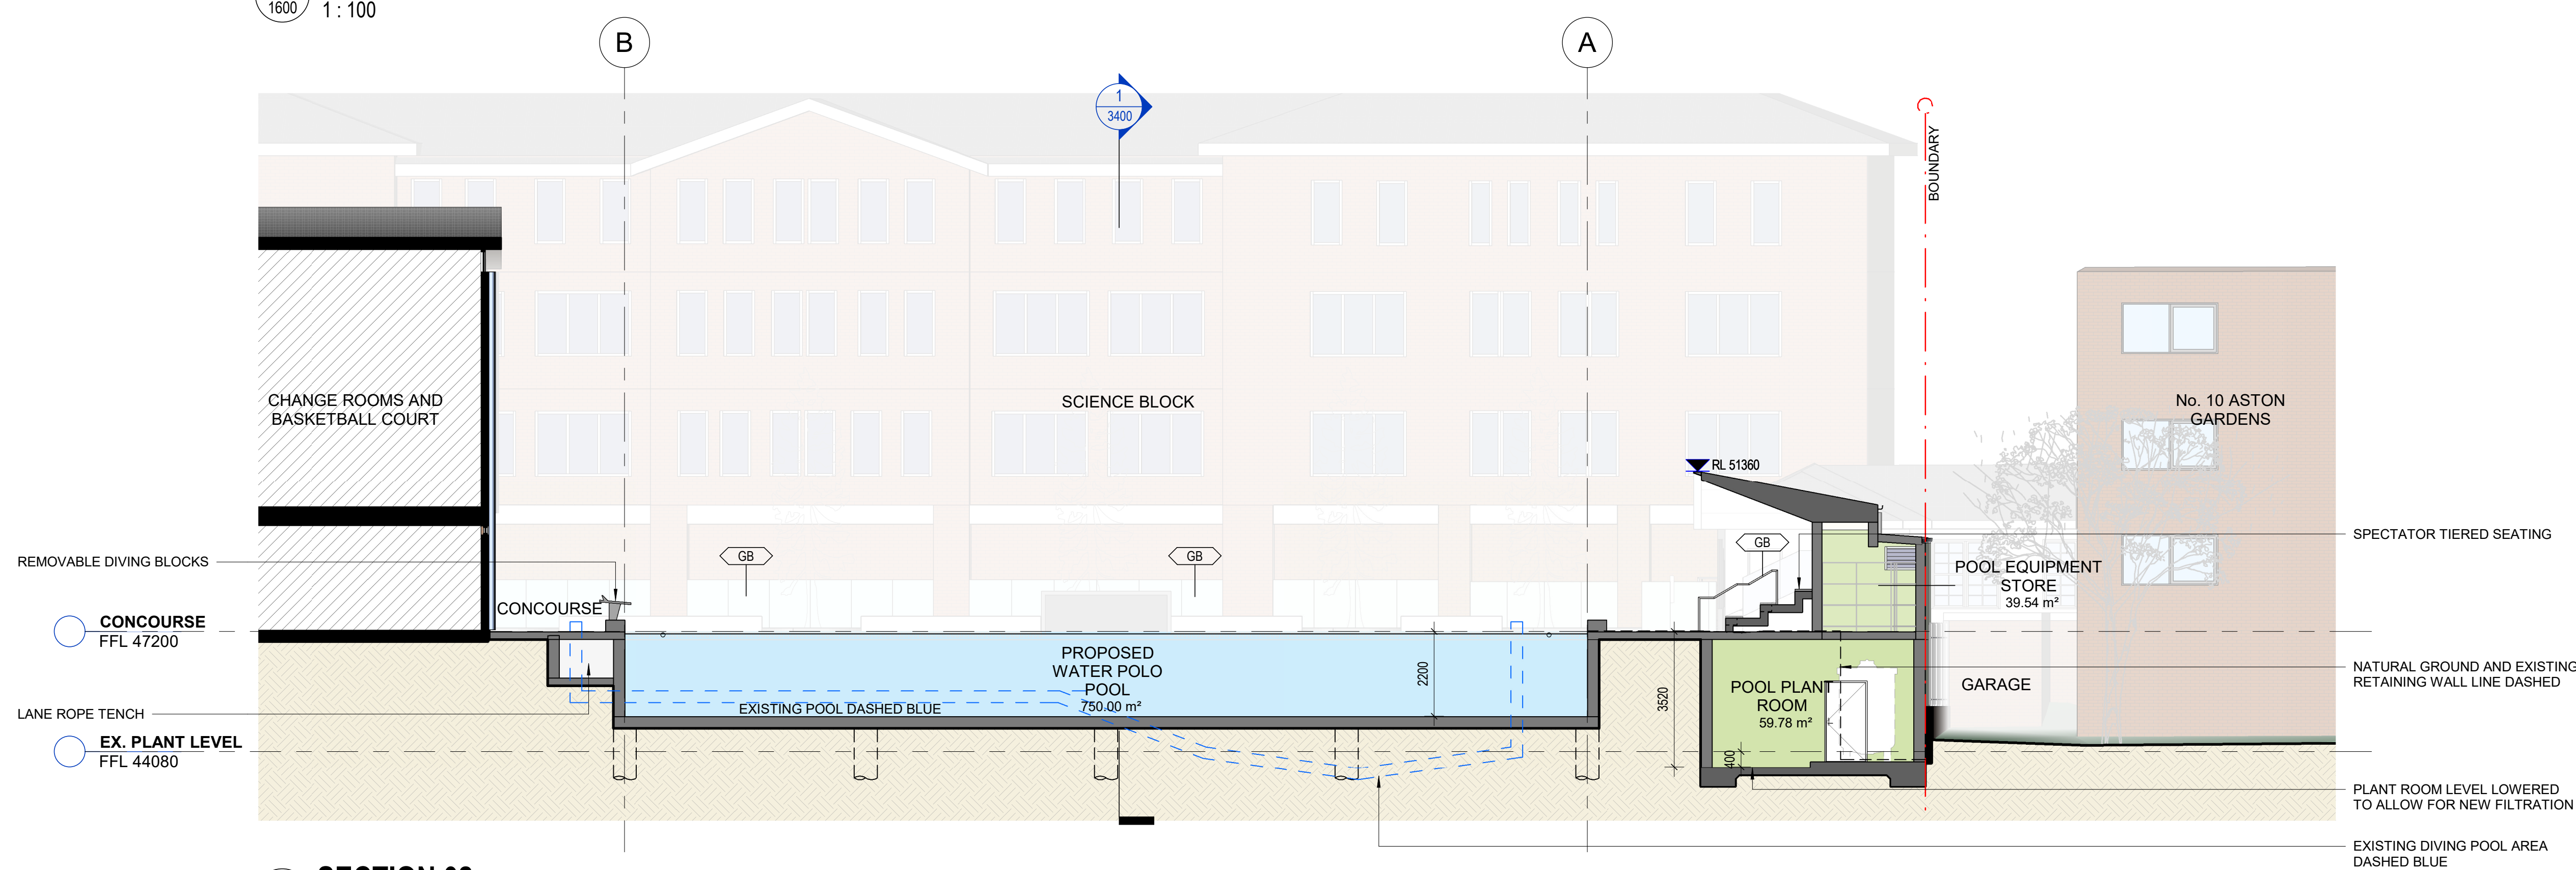 1600
1 : 100
B
A
1
3400
BOUNDARY
CHANGE ROOMS AND
BASKETBALL COURT
SCIENCE BLOCK
No. 10 ASTON
GARDENS
RL 51360
REMOVABLE DIVING BLOCKS
GB
GB
GB
SPECTATOR TIERED SEATING
POOL EQUIPMENT
STORE
39.54 m²
CONCOURSE
CONCOURSE
FFL 47200
PROPOSED
WATER POLO
POOL
750.00 m²
2200
3520
EXISTING POOL DASHED BLUE
POOL PLANT
ROOM
59.78 m²
400
GARAGE
NATURAL GROUND AND EXISTING
RETAINING WALL LINE DASHED
LANE ROPE TENCH
EX. PLANT LEVEL
FFL 44080
PLANT ROOM LEVEL LOWERED
TO ALLOW FOR NEW FILTRATION
EXISTING DIVING POOL AREA
DASHED BLUE